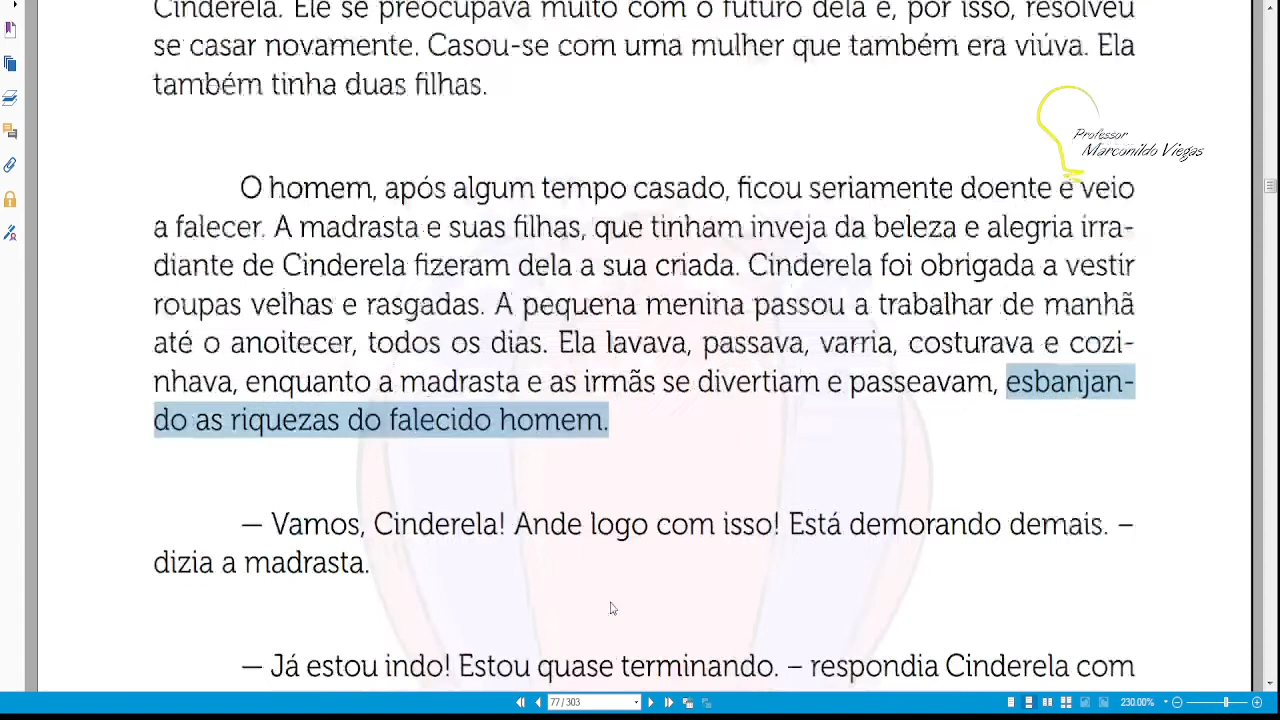 Cinderela. Ele se preocupava muito com o futuro dela e, por isso, resolveu
se casar novamente. Casou-se com uma mulher que também era viúva. Ela
também tinha duas filhas.
Professor
Marconildo Viegas
O homem, após algum tempo casado, ficou seriamente doente e veio
a falecer. A madrasta e suas filhas, que tinham inveja da beleza e alegria irra-
diante de Cinderela fizeram dela a sua criada. Cinderela foi obrigada a vestir
roupas velhas e rasgadas. A pequena menina passou a trabalhar de manhã
até o anoitecer, todos os dias. Ela lavava, passava, varria, costurava e cozi-
nhava, enquanto a madrasta e as irmãs se divertiam e passeavam, esbanjan-
do as riquezas do falecido homem.
— Vamos, Cinderela! Ande logo com isso! Está demorando demais. –
dizia a madrasta.
— Já estou indo! Estou quase terminando. – respondia Cinderela com
77 / 303
230.00%